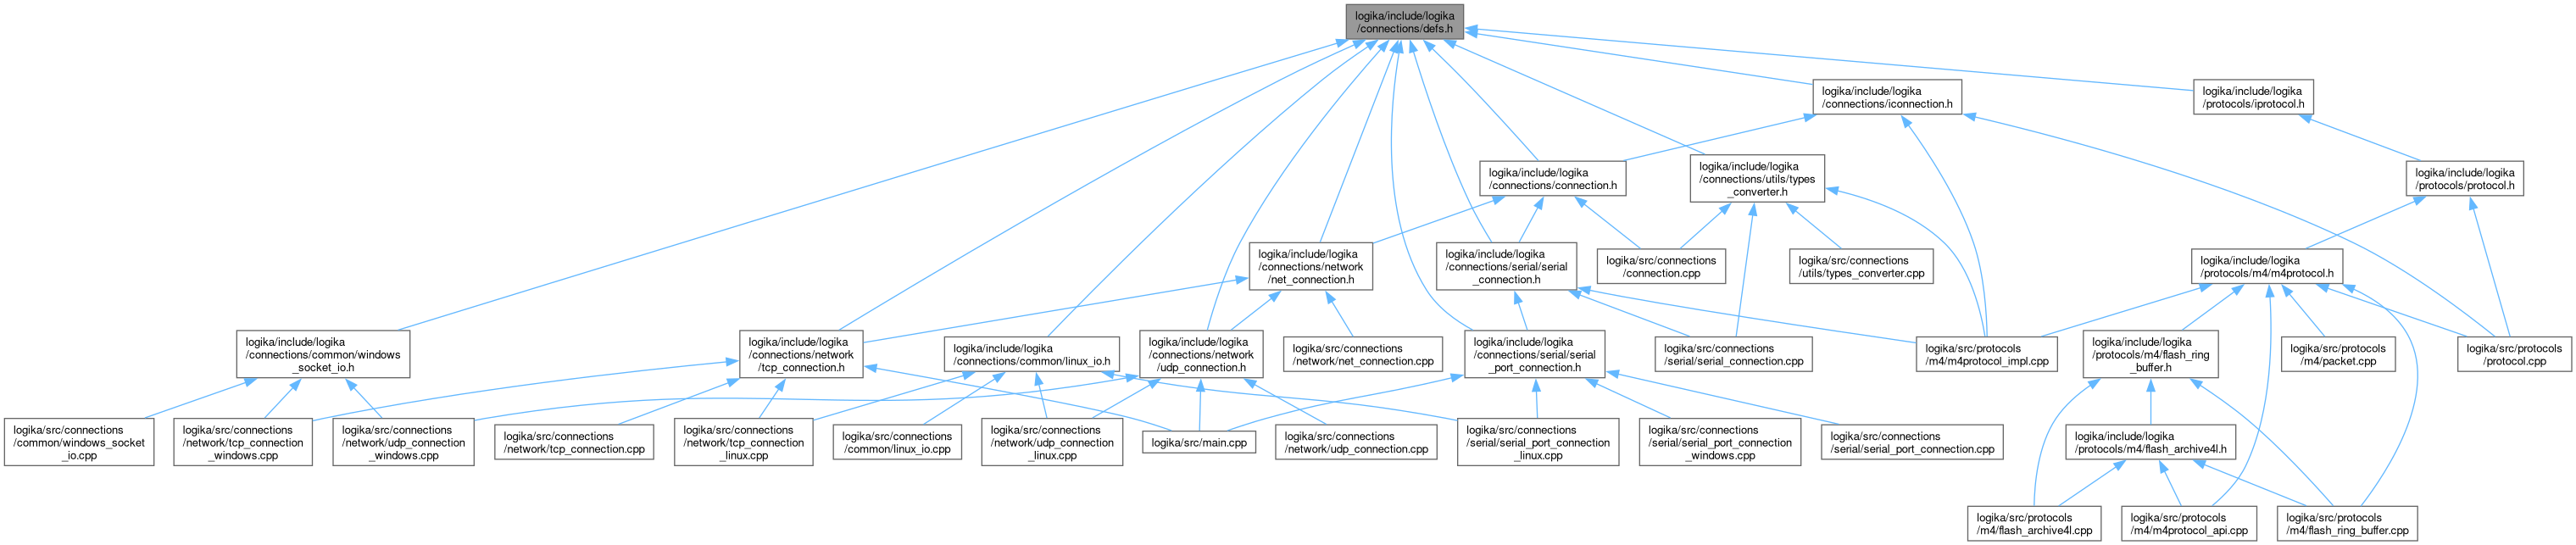 logika/include/logika
/connections/defs.h
logika/include/logika
/connections/iconnection.h
logika/include/logika
/protocols/iprotocol.h
logika/include/logika
/connections/connection.h
logika/include/logika
/connections/utils/types
_converter.h
logika/include/logika
/protocols/protocol.h
logika/include/logika
/connections/network
/net_connection.h
logika/include/logika
/connections/serial/serial
_connection.h
logika/src/connections
/connection.cpp
logika/src/connections
/utils/types_converter.cpp
logika/include/logika
/protocols/m4/m4protocol.h
logika/include/logika
/connections/common/windows
_socket_io.h
logika/include/logika
/connections/network
/tcp_connection.h
logika/include/logika
/connections/common/linux_io.h
logika/include/logika
/connections/network
/udp_connection.h
logika/src/connections
/network/net_connection.cpp
logika/include/logika
/connections/serial/serial
_port_connection.h
logika/src/connections
/serial/serial_connection.cpp
logika/src/protocols
/m4/m4protocol_impl.cpp
logika/include/logika
/protocols/m4/flash_ring
_buffer.h
logika/src/protocols
/m4/packet.cpp
logika/src/protocols
/protocol.cpp
logika/src/connections
/common/windows_socket
_io.cpp
logika/src/connections
/network/tcp_connection
_windows.cpp
logika/src/connections
/network/udp_connection
_windows.cpp
logika/src/connections
/network/tcp_connection.cpp
logika/src/connections
/network/tcp_connection
_linux.cpp
logika/src/connections
/common/linux_io.cpp
logika/src/connections
/network/udp_connection
_linux.cpp
logika/src/main.cpp
logika/src/connections
/network/udp_connection.cpp
logika/src/connections
/serial/serial_port_connection
_linux.cpp
logika/src/connections
/serial/serial_port_connection
_windows.cpp
logika/src/connections
/serial/serial_port_connection.cpp
logika/include/logika
/protocols/m4/flash_archive4l.h
logika/src/protocols
/m4/flash_archive4l.cpp
logika/src/protocols
/m4/m4protocol_api.cpp
logika/src/protocols
/m4/flash_ring_buffer.cpp